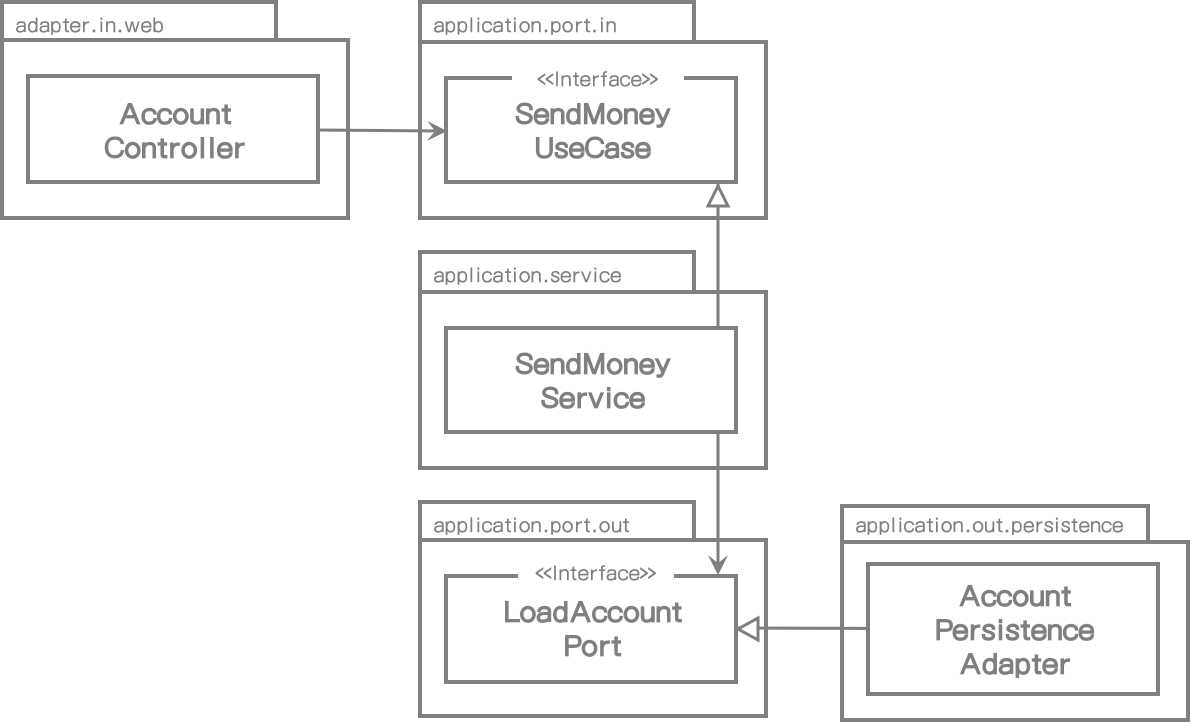 adapter.in.web
Account
Controller
application.port.in
<<Interface>>
SendMoney
UseCase
application.service
SendMoney
Service
application.port.out
<<Interface>>
LoadAccount
Port
application.out.persistence
Account
Persistence
Adapter